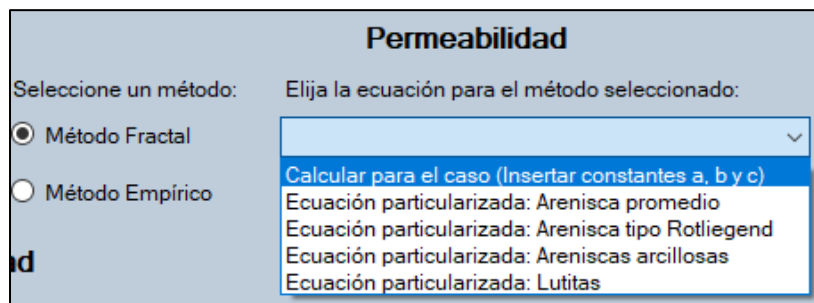 Permeabilidad
Seleccione un método:
Elija la ecuación para el método seleccionado:
Método Fractal
Método Empírico
Calcular para el caso (Insertar constantes a, b y c)
Ecuación particularizada: Arenisca promedio
Ecuación particularizada: Arenisca tipo Rotliegend
Ecuación particularizada: Areniscas arcillosas
Ecuación particularizada: Lutitas